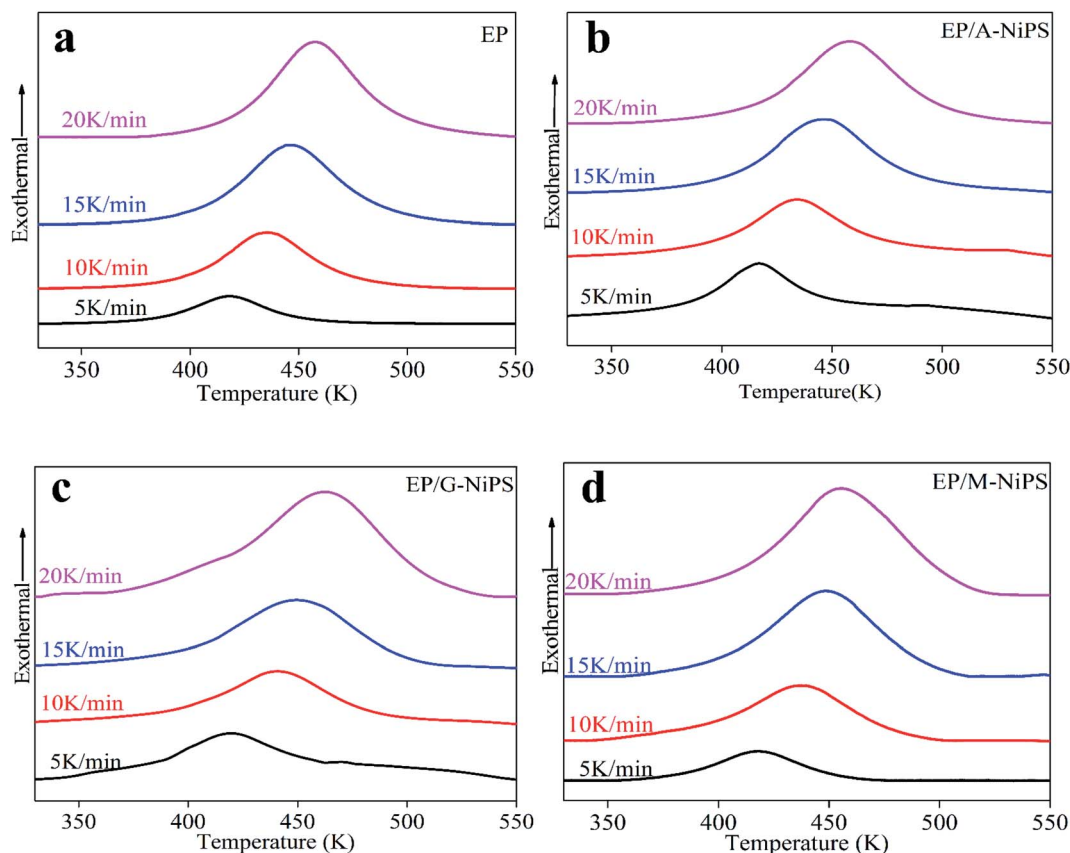 a
EP
Exothermal
20K/min
15K/min
10K/min
5K/min
350 400 450 500 550
Temperature (K)
b
EP/A-NiPS
Exothermal
20K/min
15K/min
10K/min
5K/min
350 400 450 500 550
Temperature(K)
c
EP/G-NiPS
Exothermal
20K/min
15K/min
10K/min
5K/min
350 400 450 500 550
Temperature (K)
d
EP/M-NiPS
Exothermal
20K/min
15K/min
10K/min
5K/min
350 400 450 500 550
Temperature (K)